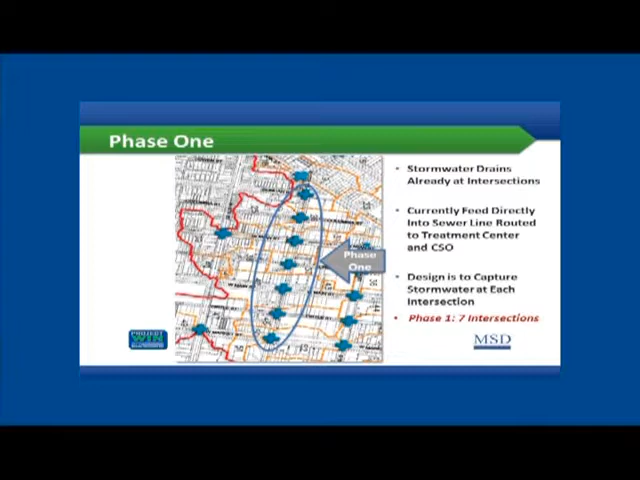 Phase One
Stormwater Drains
Already at Intersections
Currently Feed Directly
Into Sewer Line Routed
to Treatment Center
and CSO
Design is to Capture
Stormwater at Each
Intersection
Phase 1: 7 Intersections
Phase
One
PROJECT
WIN
MSD